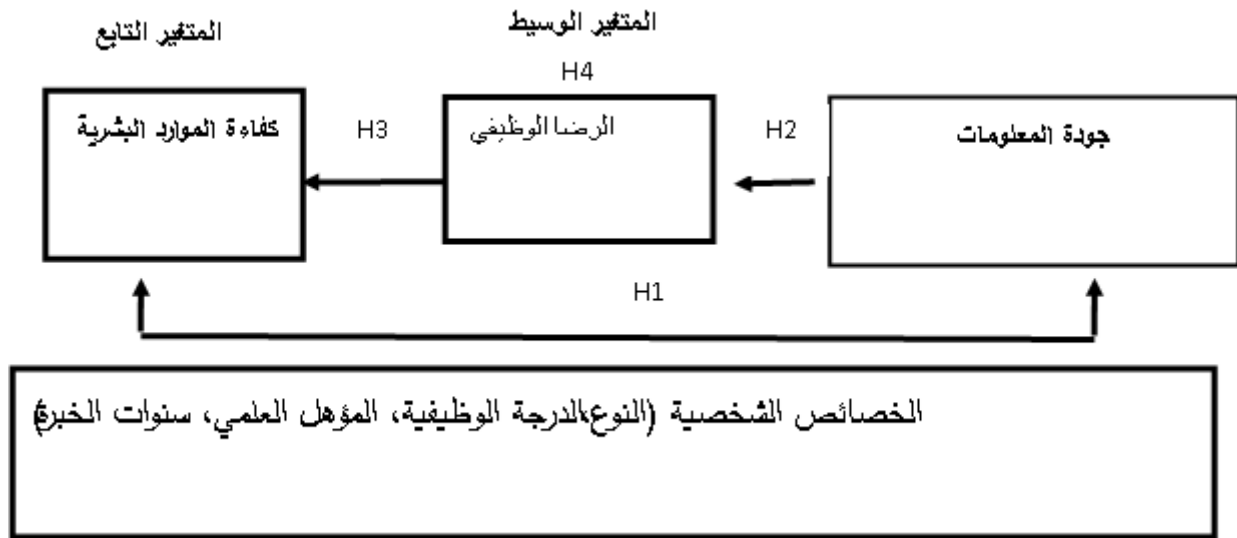 المتغير الوسيط
المتغير التابع
H4
جودة المعلومات
H2
الرضا الوظيفي
H3
كفاءة الموارد البشرية
H1
الخصائص الشخصية (النوع،الدرجة الوظيفية، المؤهل العلمي، سنوات الخبرة)